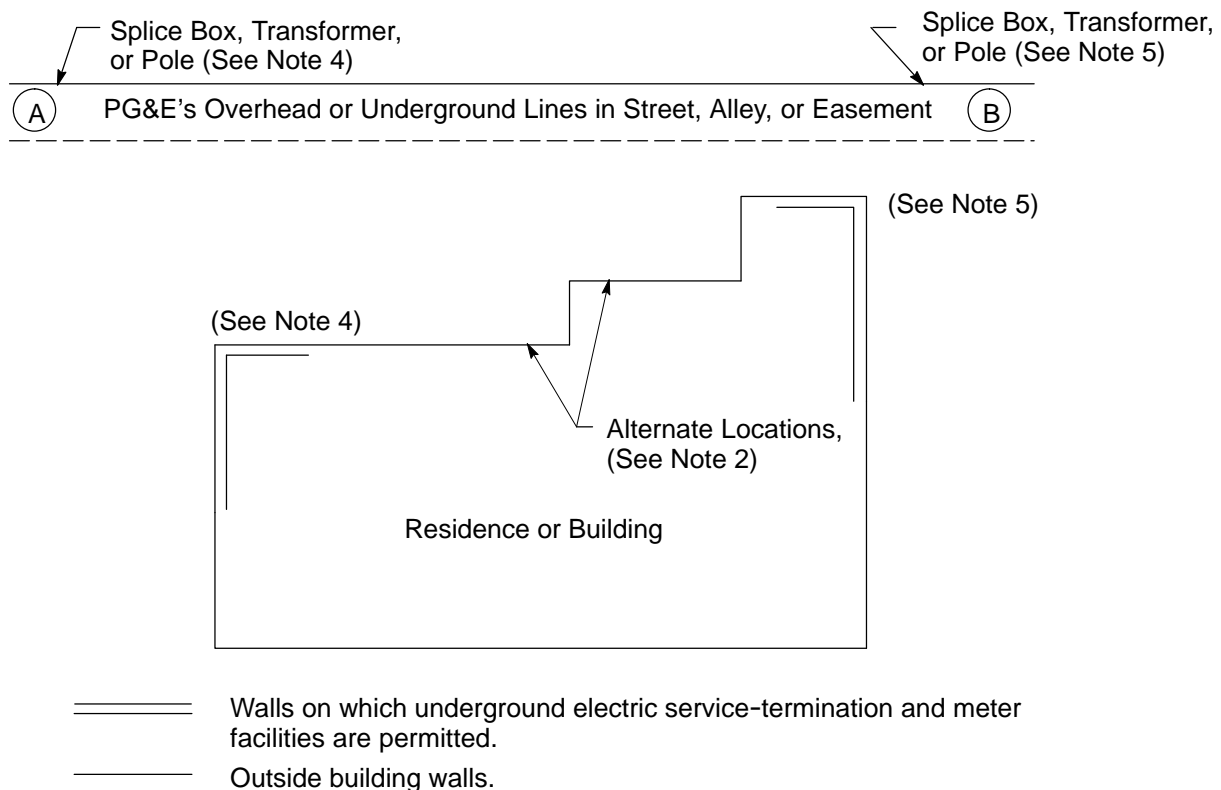 Splice Box, Transformer,
or Pole (See Note 4)
Splice Box, Transformer,
or Pole (See Note 5)
A
PG&E's Overhead or Underground Lines in Street, Alley, or Easement
B
(See Note 5)
(See Note 4)
Alternate Locations,
(See Note 2)
Residence or Building
Walls on which underground electric service-termination and meter
facilities are permitted.
Outside building walls.